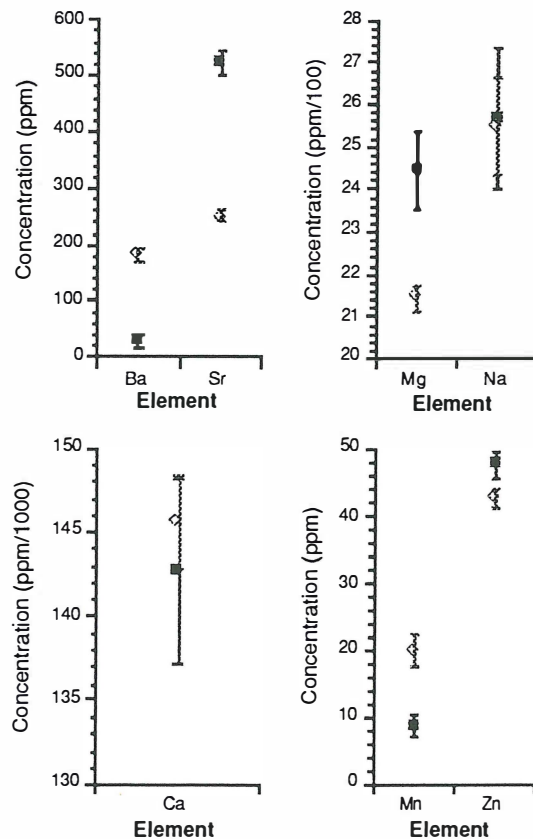 Concentration (ppm)
600
500
400
300
200
100
0
Ba Sr
Element
Concentration (ppm/100)
28
27
26
25
24
23
22
21
20
Mg Na
Element
Concentration (ppm/1000)
150
145
140
135
130
Ca
Element
Concentration (ppm)
50
40
30
20
10
0
Mn Zn
Element